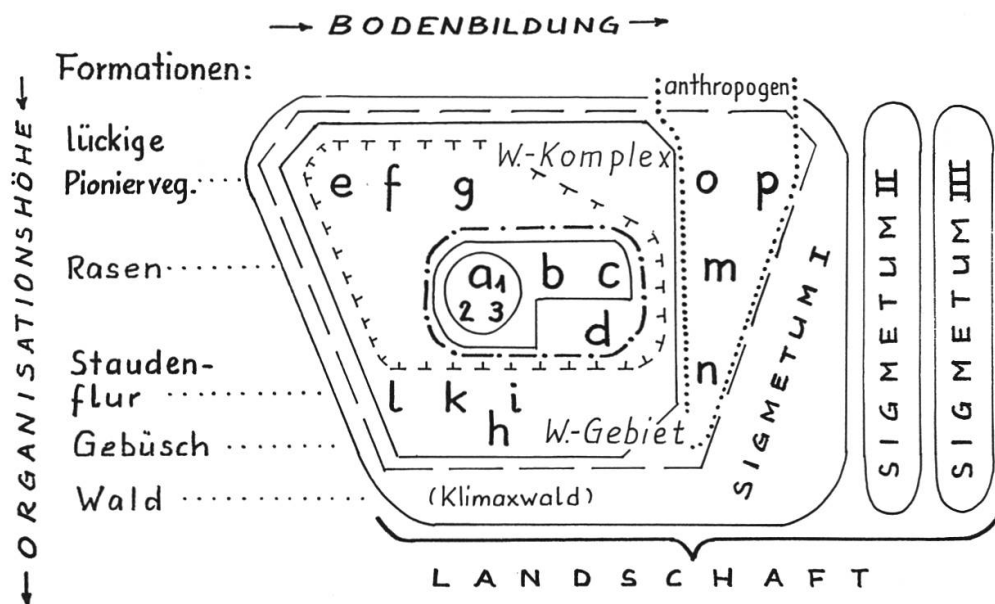 → BODENBILDUNG →
← ORGANISATIONSHÖHE ←
Formationen:
anthropogen
lückige
Pionierveg.
W.-Komplex
e f g
o p
Rasen
a1 b c
2 3
d
m
Stauden-
flur
n
l k i
h
W.-Gebiet
Gebüsch
Wald
(Klimaxwald)
SIGMETUM I
SIGMETUM II
SIGMETUM III
LANDSCHAFT